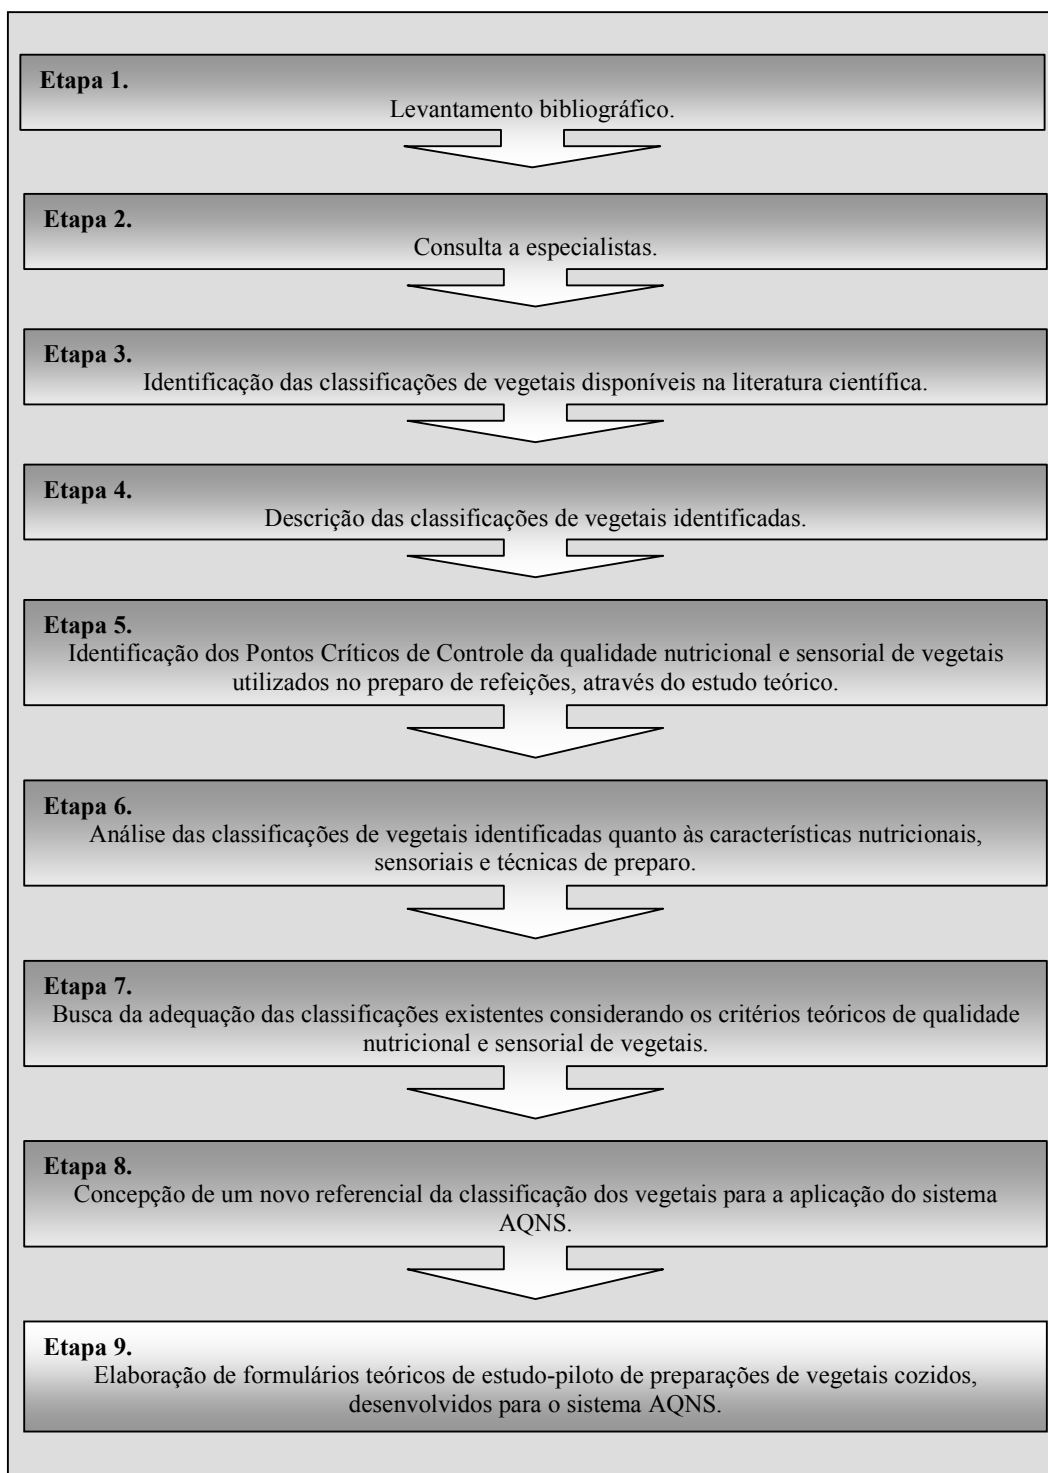 Etapa 1.
Levantamento bibliográfico.
Etapa 2.
Consulta a especialistas.
Etapa 3.
Identificação das classificações de vegetais disponíveis na literatura científica.
Etapa 4.
Descrição das classificações de vegetais identificadas.
Etapa 5.
Identificação dos Pontos Críticos de Controle da qualidade nutricional e sensorial de vegetais
utilizados no preparo de refeições, através do estudo teórico.
Etapa 6.
Análise das classificações de vegetais identificadas quanto às características nutricionais,
sensoriais e técnicas de preparo.
Etapa 7.
Busca da adequação das classificações existentes considerando os critérios teóricos de qualidade
nutricional e sensorial de vegetais.
Etapa 8.
Concepção de um novo referencial da classificação dos vegetais para a aplicação do sistema
AQNS.
Etapa 9.
Elaboração de formulários teóricos de estudo-piloto de preparações de vegetais cozidos,
desenvolvidos para o sistema AQNS.